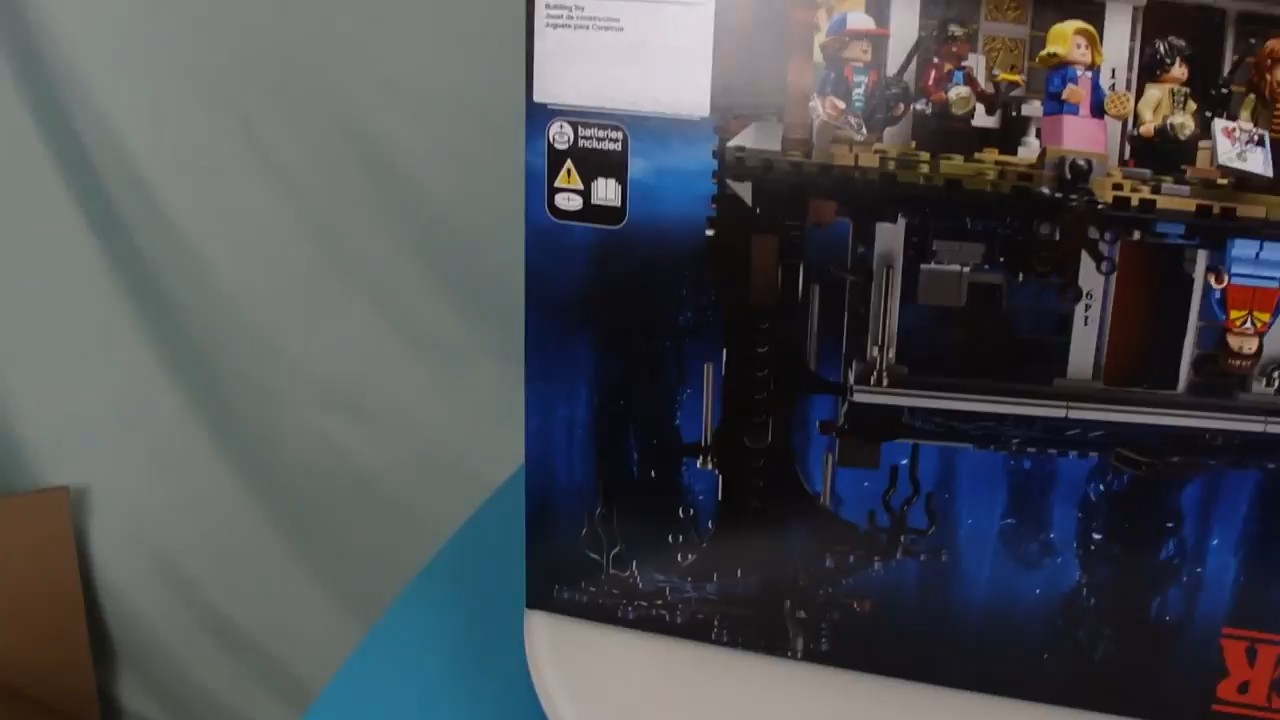 Building Toy
Jouet de construction
Juguete para Construir
batteries
included
R